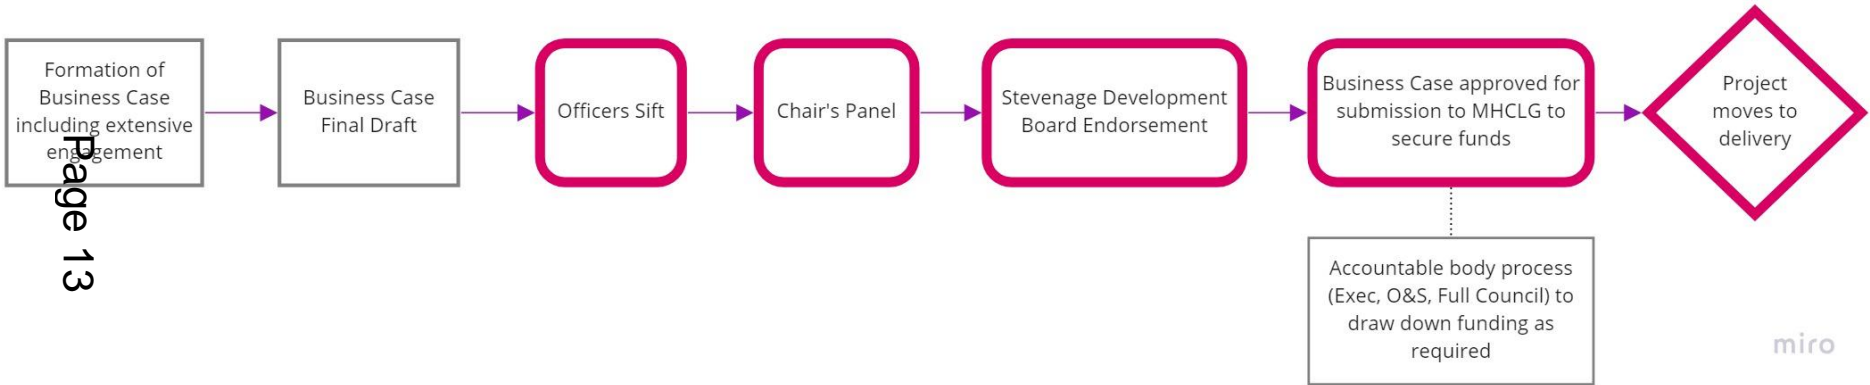 Formation of
Business Case
including extensive
engagement
Business Case
Final Draft
Officers Sift
Chair's Panel
Stevenage Development
Board Endorsement
Business Case approved for
submission to MHCLG to
secure funds
Project
moves to
delivery
Accountable body process
(Exec, O&S, Full Council) to
draw down funding as
required
Page 13
miro